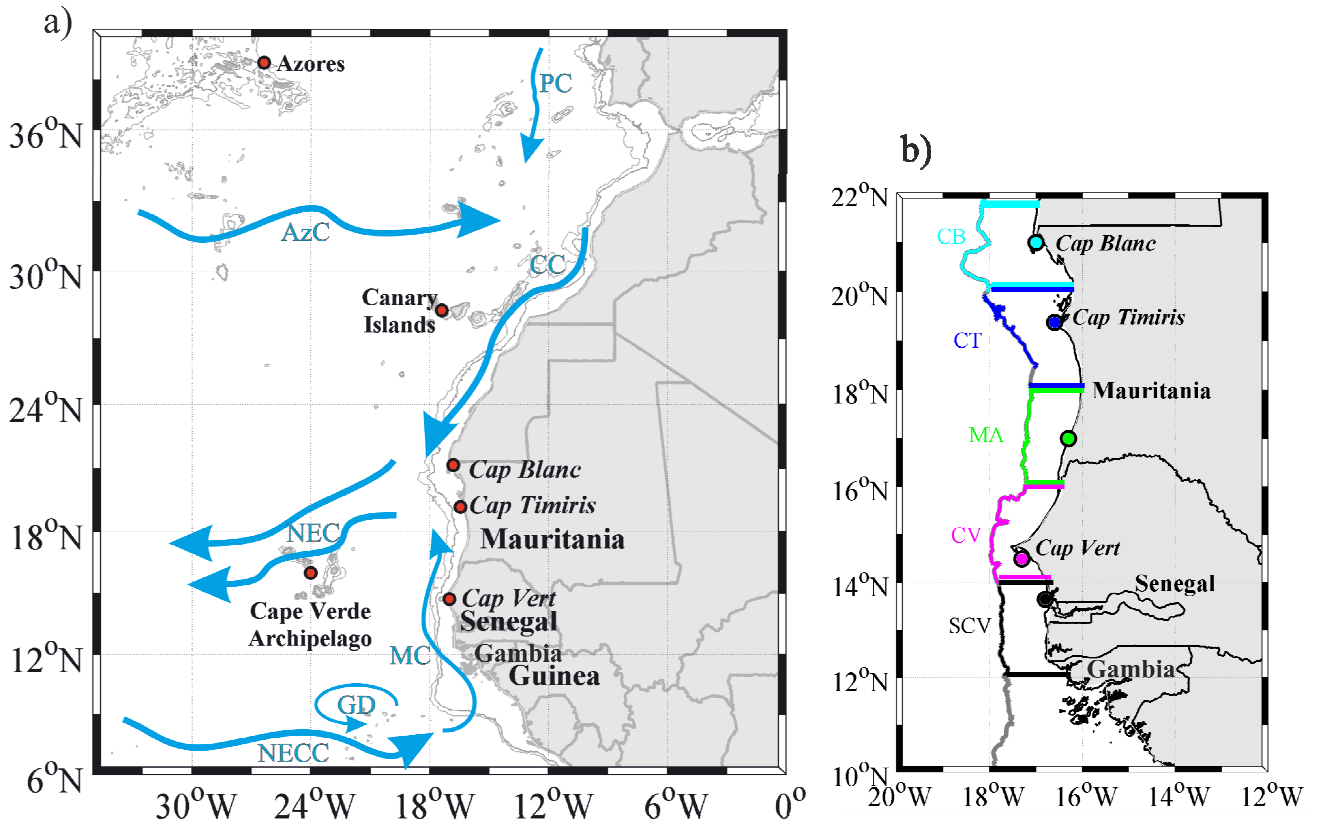 a)
Azores
PC
36°N
AzC
CC
30°N
Canary
Islands
24°N
Cap Blanc
Cap Timiris
NEC
18°N
Mauritania
Cape Verde
Archipelago
Cap Vert
Senegal
MC
Gambia
12°N
Guinea
GD
NECC
6°N
30°W
24°W
18°W
12°W
6°W
0°
b)
22°N
CB
Cap Blanc
20°N
Cap Timiris
CT
18°N
Mauritania
MA
16°N
CV
Cap Vert
14°N
Senegal
SCV
Gambia
12°N
10°N
20°W
18°W
16°W
14°W
12°W